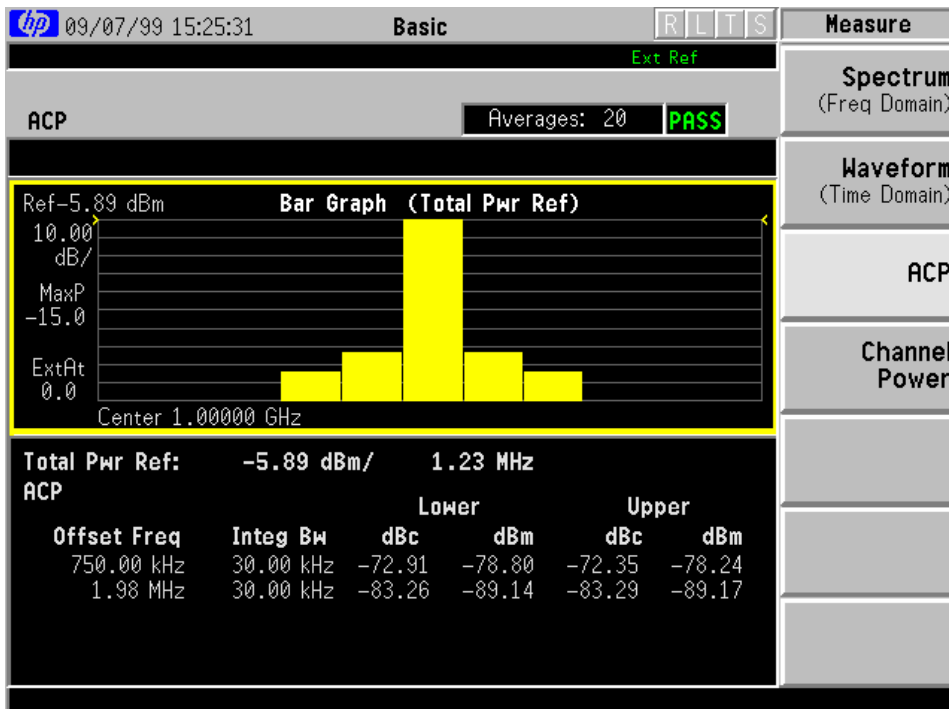 hp 09/07/99 15:25:31 Basic R L T S Measure
Ext Ref
Spectrum
(Freq Domain)
ACP Averages: 20 PASS
Waveform
(Time Domain)
Ref-5.89 dBm Bar Graph (Total Pwr Ref)
10.00
dB/
ACP
MaxP
-15.0
Channel
Power
ExtAt
0.0
Center 1.00000 GHz
Total Pwr Ref: -5.89 dBm/ 1.23 MHz
ACP
Lower Upper
Offset Freq Integ Bw dBc dBm dBc dBm
750.00 kHz 30.00 kHz -72.91 -78.80 -72.35 -78.24
1.98 MHz 30.00 kHz -83.26 -89.14 -83.29 -89.17